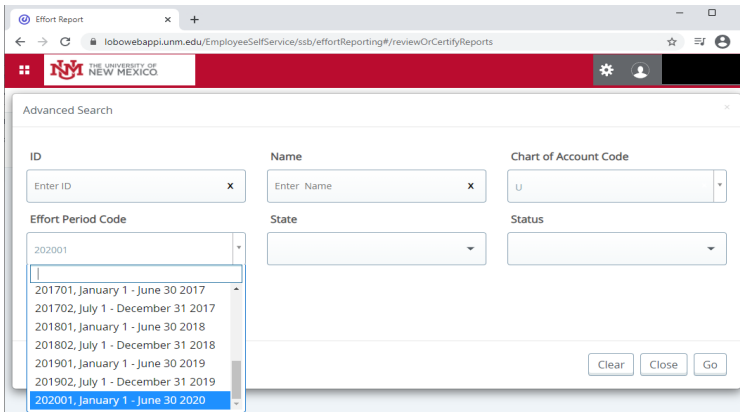 Effort Report
lobowebappi.unm.edu/EmployeeSelfService/ssb/effortReporting#/reviewOrCertifyReports
NM THE UNIVERSITY OF
NEW MEXICO.
Advanced Search
ID Name Chart of Account Code
Enter ID x Enter Name x U
Effort Period Code State Status
202001
201701, January 1 - June 30 2017
201702, July 1 - December 31 2017
201801, January 1 - June 30 2018
201802, July 1 - December 31 2018
201901, January 1 - June 30 2019
201902, July 1 - December 31 2019
202001, January 1 - June 30 2020
Clear Close Go